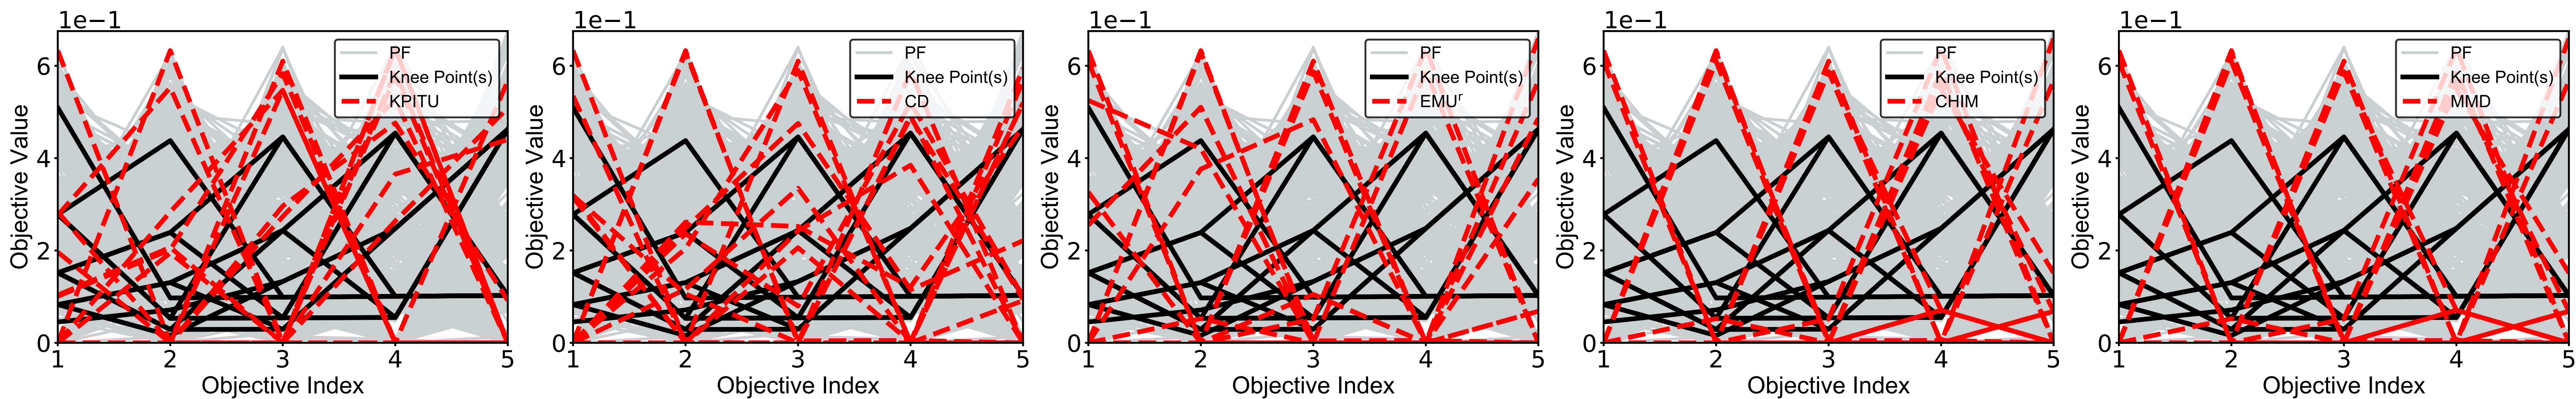 1e−1
Objective Value
6
4
2
0
PF
Knee Point(s)
KPITU
1 2 3 4 5
Objective Index
1e−1
Objective Value
6
4
2
0
PF
Knee Point(s)
CD
1 2 3 4 5
Objective Index
1e−1
Objective Value
6
4
2
0
PF
Knee Point(s)
EMUʳ
1 2 3 4 5
Objective Index
1e−1
Objective Value
6
4
2
0
PF
Knee Point(s)
CHIM
1 2 3 4 5
Objective Index
1e−1
Objective Value
6
4
2
0
PF
Knee Point(s)
MMD
1 2 3 4 5
Objective Index